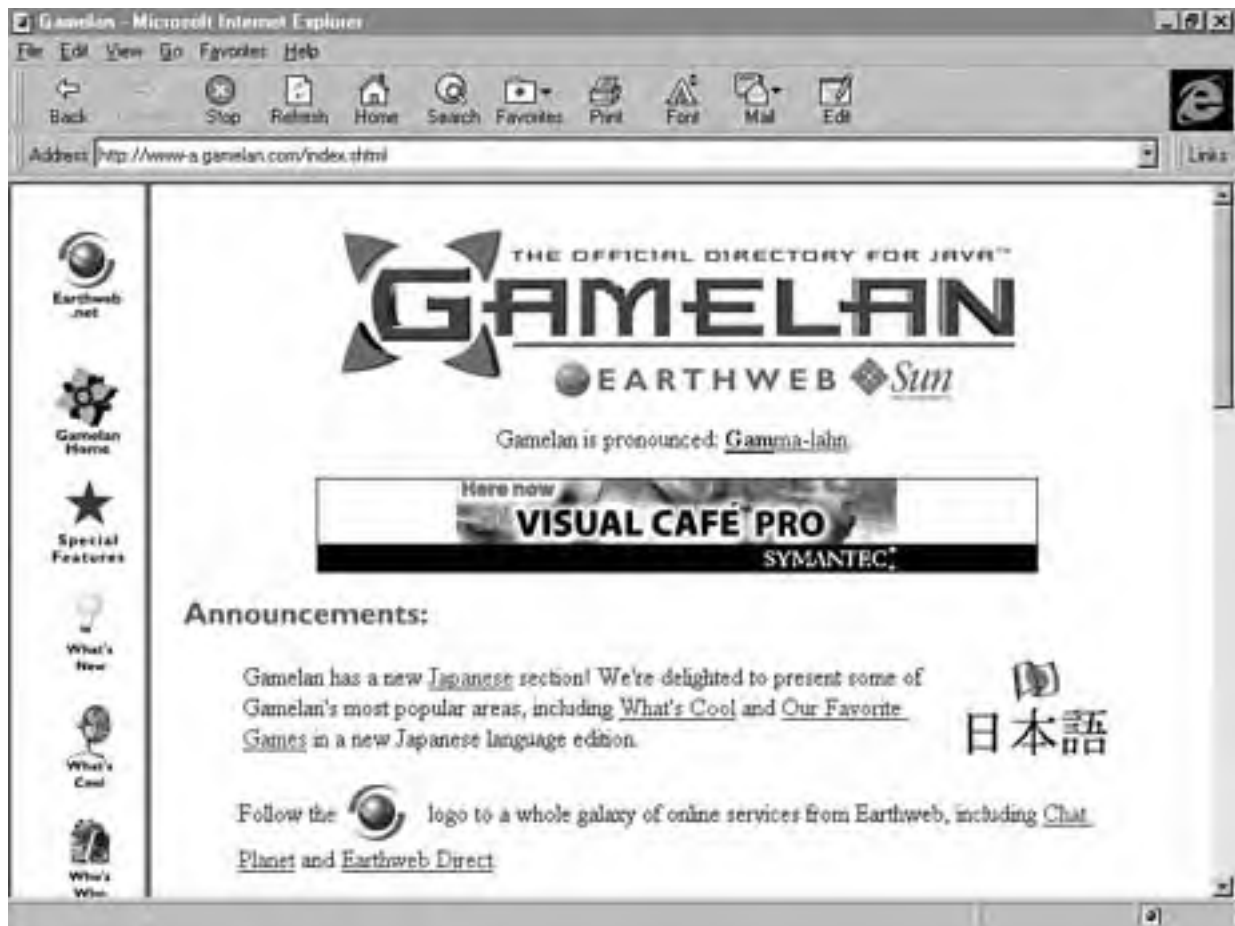 Gamelan - Microsoft Internet Explorer
File Edit View Go Favorites Help
Back Stop Refresh Home Search Favorites Print Font Mail Edit
Address http://www-a.gamelan.com/index.shtml Links
Earthweb
.net
Gamelan
Home
Special
Features
What's
New
What's
Cool
Who's
Who
THE OFFICIAL DIRECTORY FOR JAVA™
GAMELAN
EARTHWEB Sun
Gamelan is pronounced: Gamma-lahn.
Here now
VISUAL CAFÉ PRO
SYMANTEC.
Announcements:
Gamelan has a new Japanese section! We're delighted to present some of
Gamelan's most popular areas, including What's Cool and Our Favorite
Games in a new Japanese language edition.
日本語
Follow the logo to a whole galaxy of online services from Earthweb, including Chat
Planet and Earthweb Direct